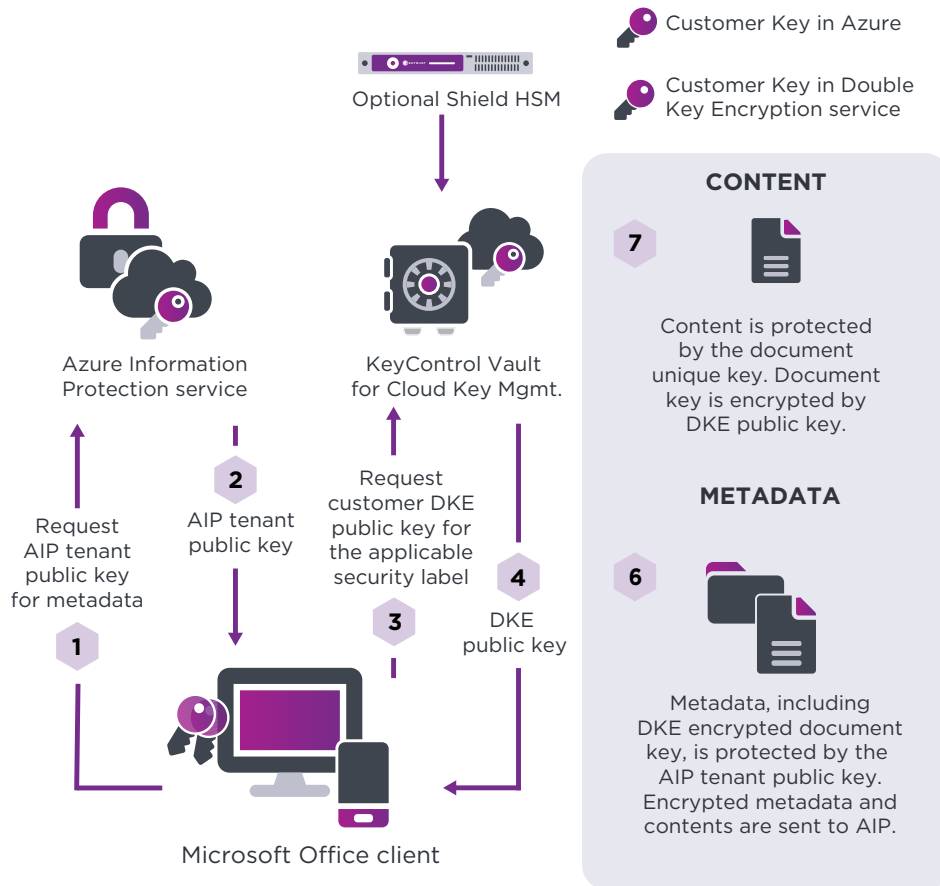 Customer Key in Azure
Customer Key in Double
Key Encryption service
Optional Shield HSM
Azure Information
Protection service
KeyControl Vault
for Cloud Key Mgmt.
1
Request
AIP tenant
public key
for metadata
2
AIP tenant
public key
3
Request
customer DKE
public key for
the applicable
security label
4
DKE
public key
Microsoft Office client
CONTENT
7
Content is protected
by the document
unique key. Document
key is encrypted by
DKE public key.
METADATA
6
Metadata, including
DKE encrypted document
key, is protected by the
AIP tenant public key.
Encrypted metadata and
contents are sent to AIP.